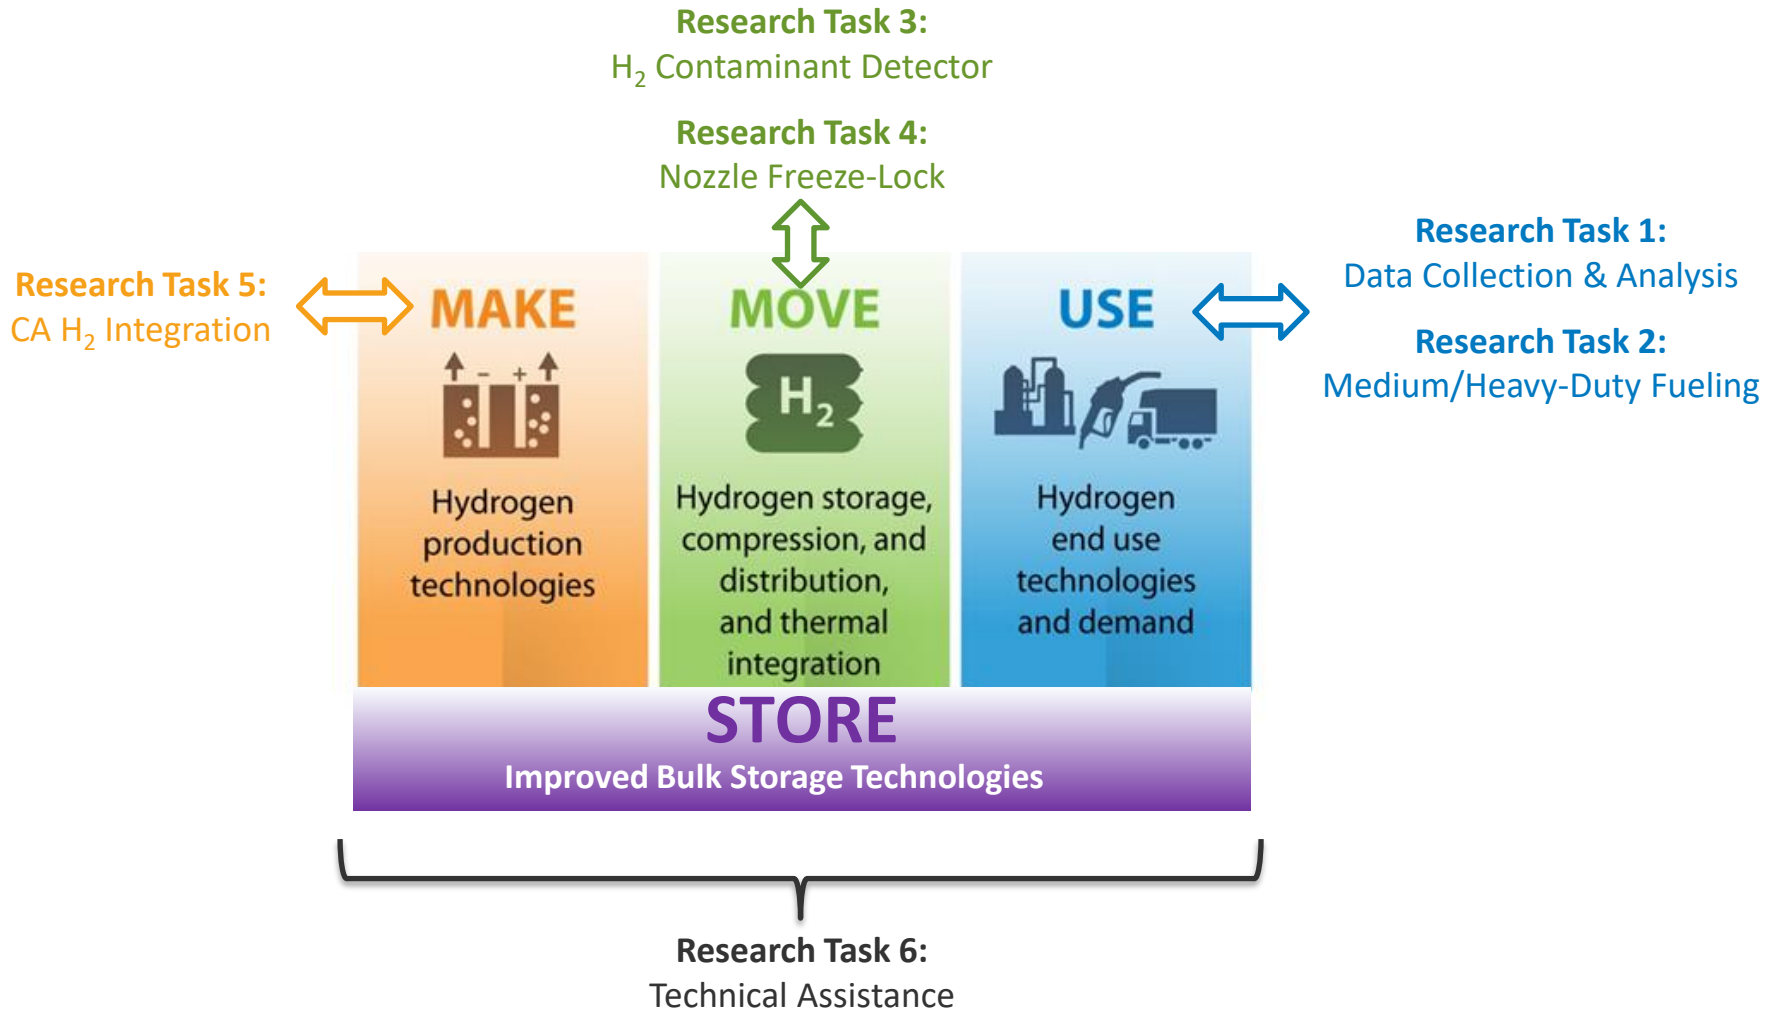 Research Task 3:
H₂ Contaminant Detector
Research Task 4:
Nozzle Freeze-Lock
Research Task 5:
CA H₂ Integration
Research Task 1:
Data Collection & Analysis
Research Task 2:
Medium/Heavy-Duty Fueling
MAKE
- +
Hydrogen
production
technologies
MOVE
H₂
Hydrogen storage,
compression, and
distribution,
and thermal
integration
USE
Hydrogen
end use
technologies
and demand
STORE
Improved Bulk Storage Technologies
Research Task 6:
Technical Assistance